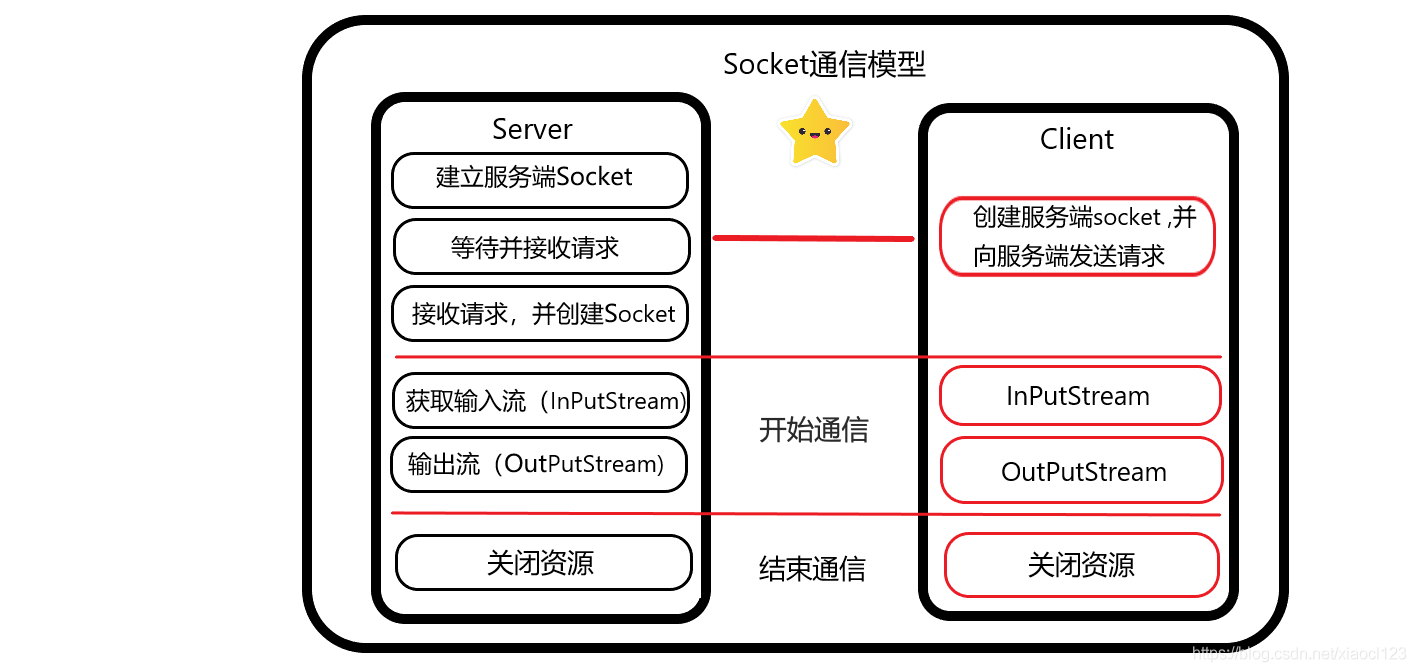 Socket通信模型
Server
建立服务端Socket
等待并接收请求
接收请求，并创建Socket
获取输入流（InPutStream)
输出流（OutPutStream)
关闭资源
开始通信
结束通信
Client
创建服务端socket ,并
向服务端发送请求
InPutStream
OutPutStream
关闭资源
https://blog.csdn.net/xiaocl123